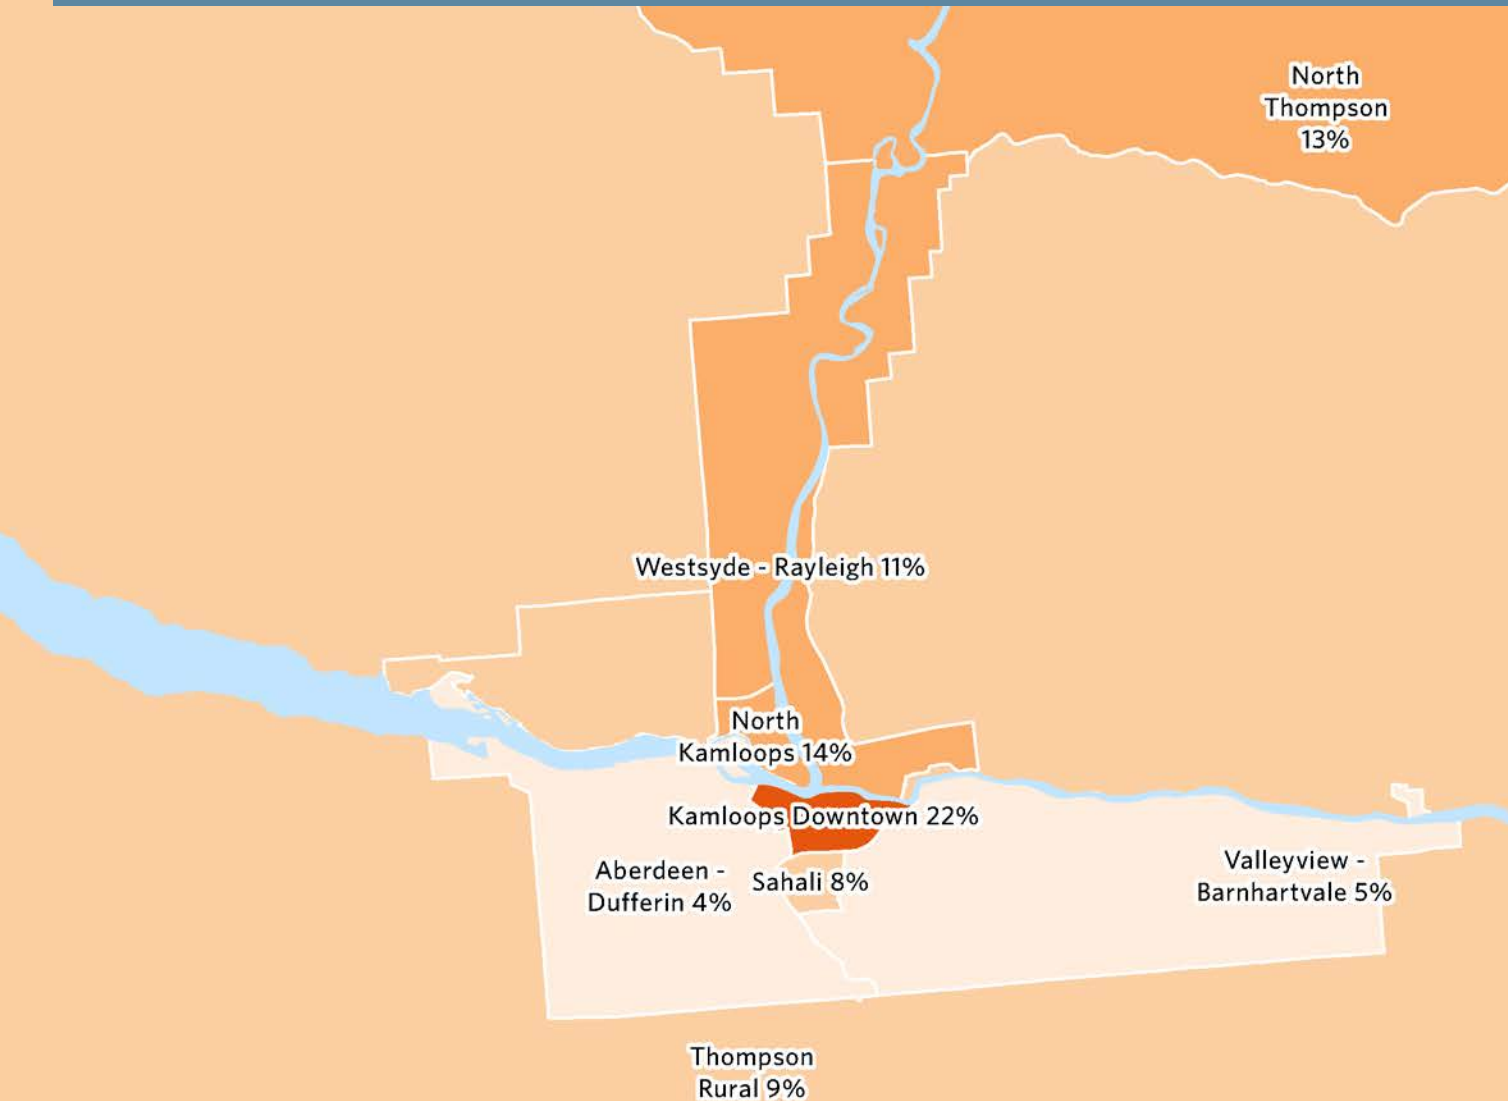 North
Thompson
13%
Westsyde - Rayleigh 11%
North
Kamloops 14%
Kamloops Downtown 22%
Aberdeen -
Dufferin 4%
Sahali 8%
Valleyview -
Barnhartvale 5%
Thompson
Rural 9%